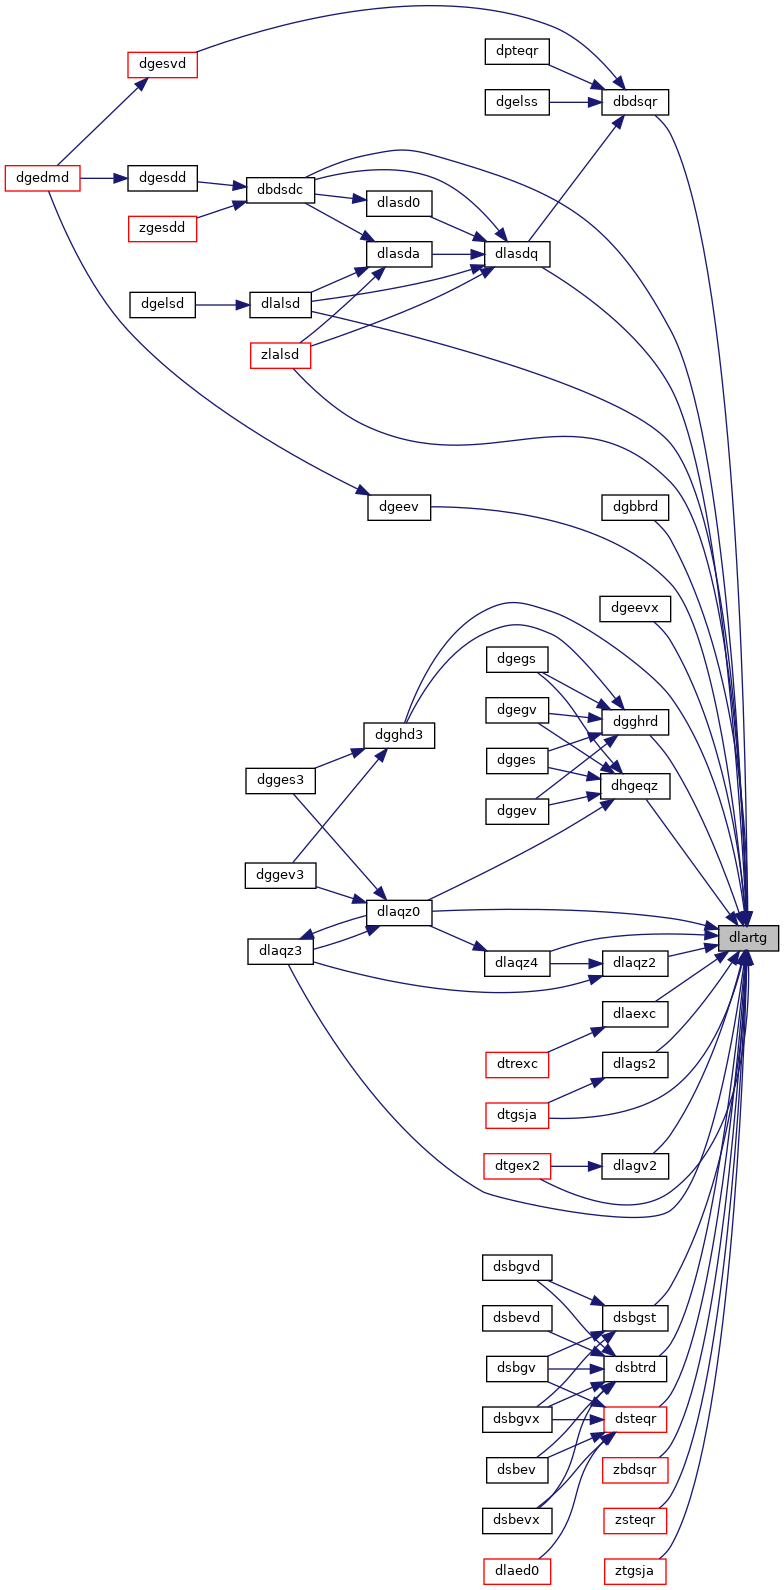 dpteqr
dgesvd
dgelss
dbdsqr
dgedmd
dgesdd
dbdsdc
dlasd0
zgesdd
dlasda
dlasdq
dgelsd
dlalsd
zlalsd
dgeev
dgbbrd
dgeevx
dgegs
dgegv
dgghrd
dgghd3
dgges
dgges3
dhgeqz
dggev
dggev3
dlaqz0
dlartg
dlaqz3
dlaqz4
dlaqz2
dlaexc
dtrexc
dlags2
dtgsja
dtgex2
dlagv2
dsbgvd
dsbevd
dsbgst
dsbgv
dsbtrd
dsbgvx
dsteqr
dsbev
zbdsqr
dsbevx
zsteqr
dlaed0
ztgsja